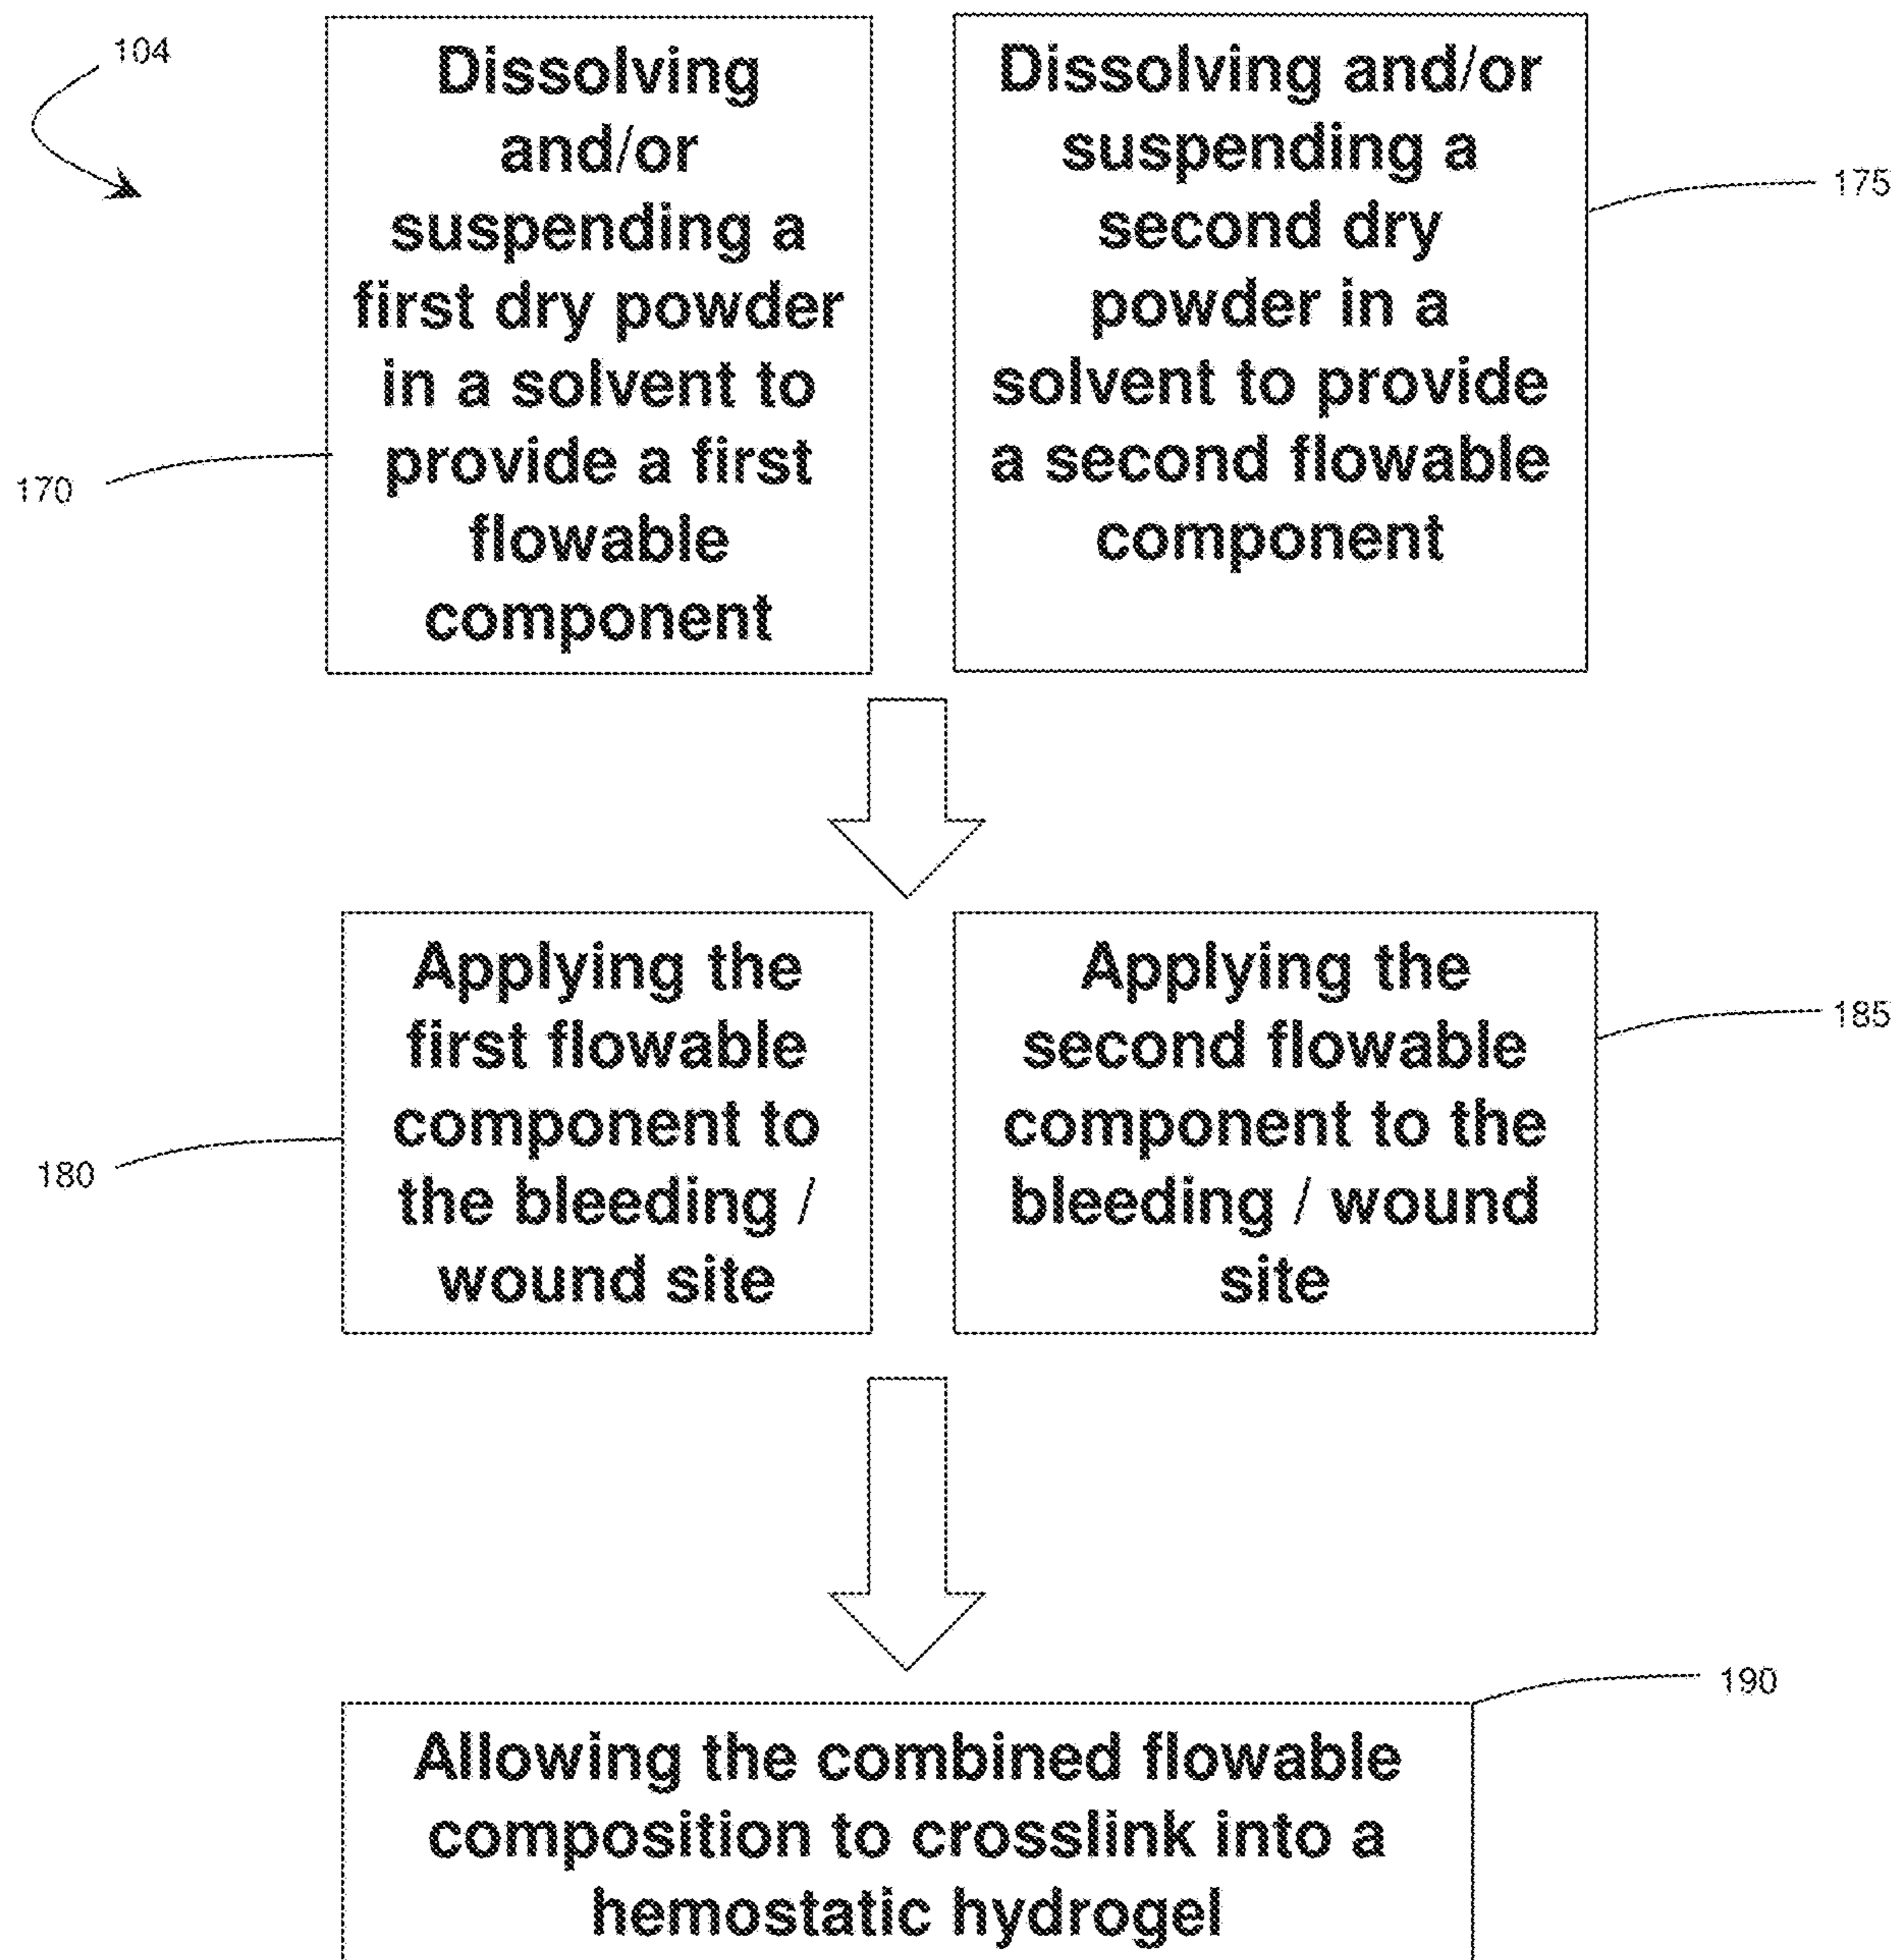 104
Dissolving
and/or
suspending a
first dry powder
in a solvent to
provide a first
flowable
component
170
Dissolving and/or
suspending a
second dry
powder in a
solvent to provide
a second flowable
component
175
Applying the
first flowable
component to
the bleeding /
wound site
180
Applying the
second flowable
component to the
bleeding / wound
site
185
Allowing the combined flowable
composition to crosslink into a
hemostatic hydrogel
190